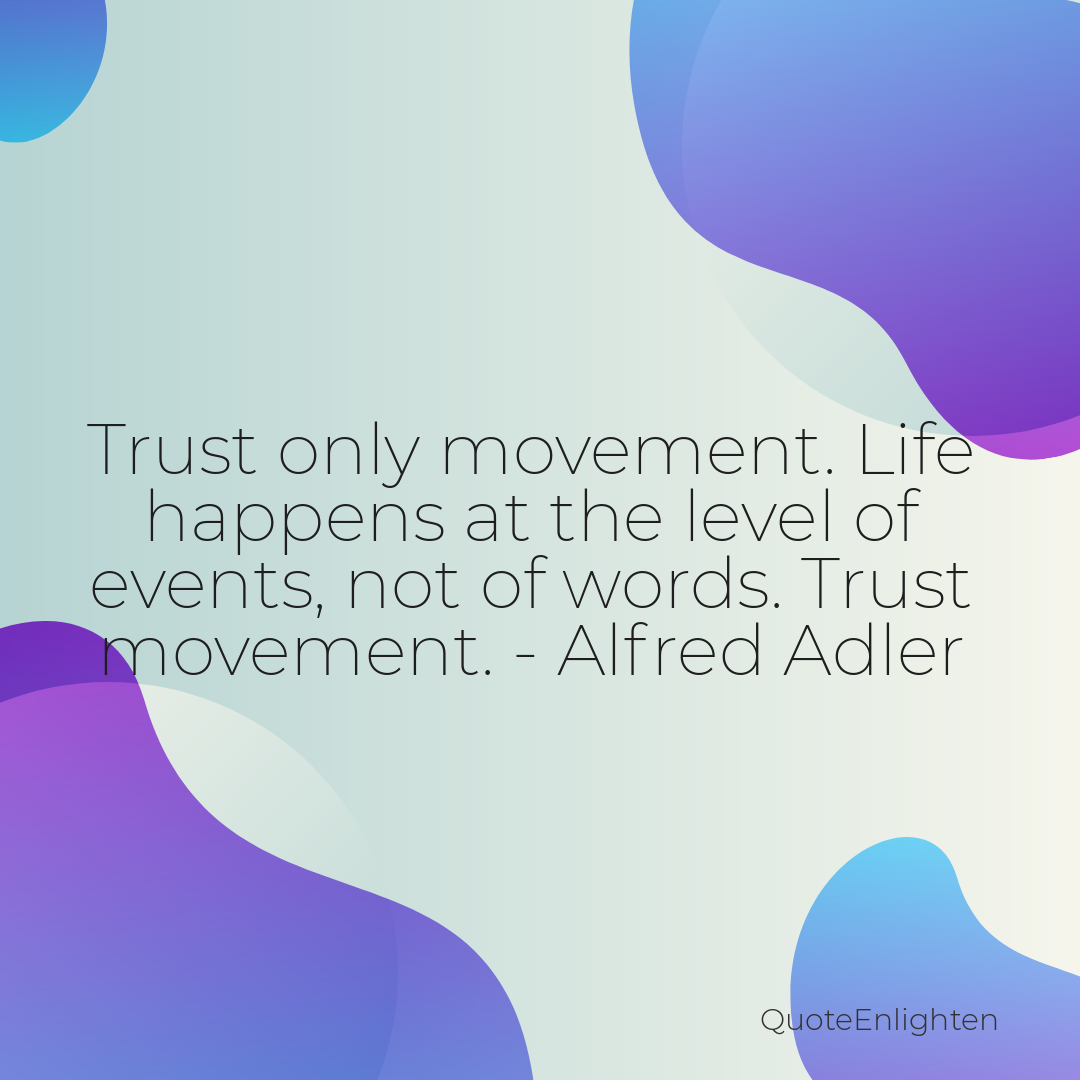 Trust only movement. Life
happens at the level of
events, not of words. Trust
movement. - Alfred Adler
QuoteEnlighten